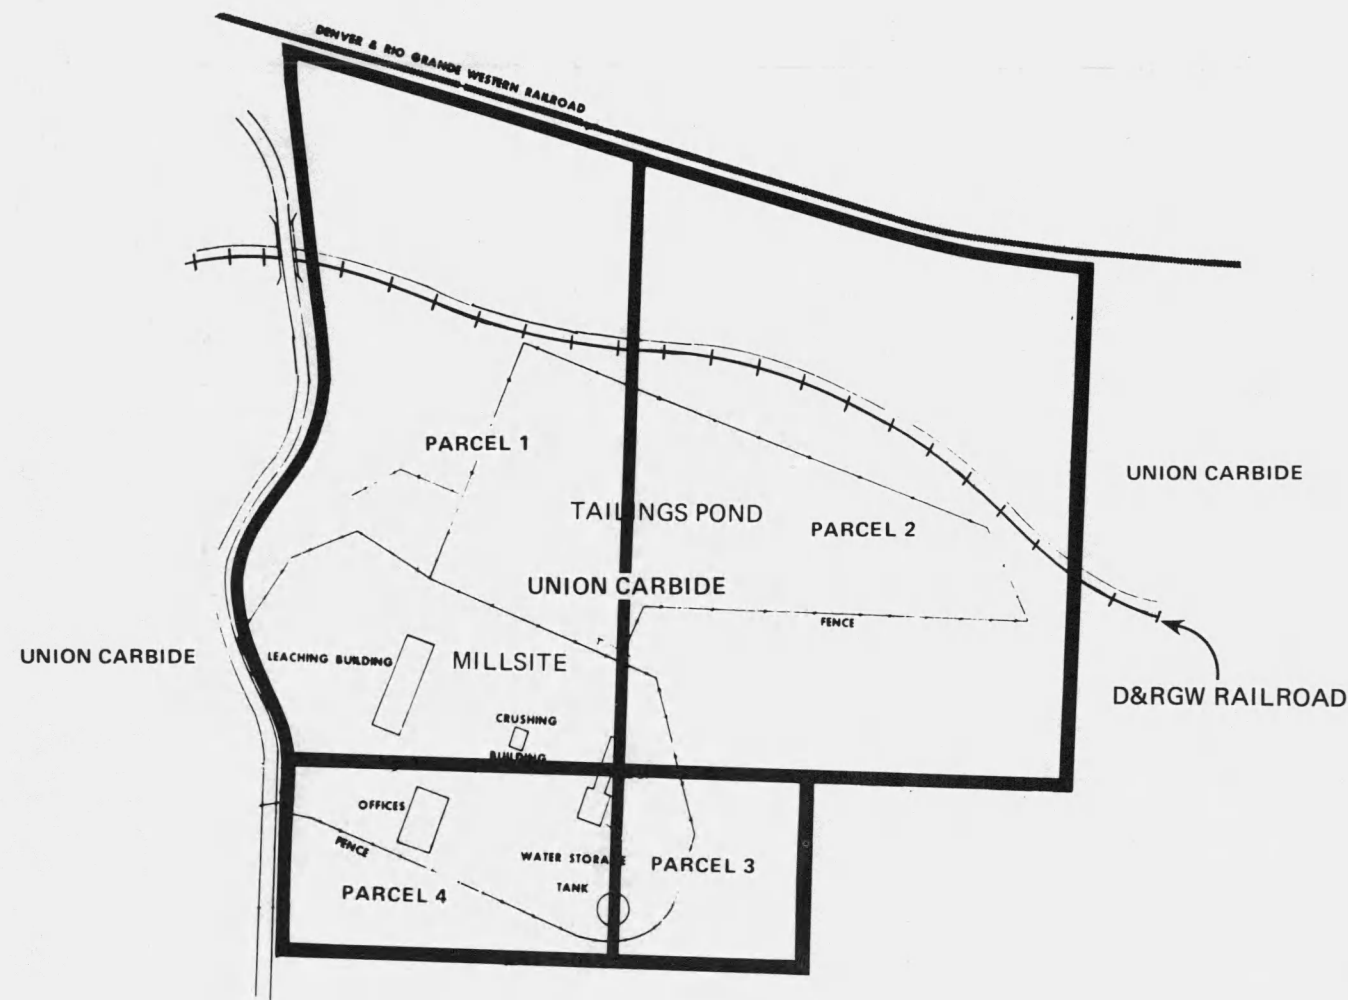 DENVER & RIO GRANDE WESTERN RAILROAD
PARCEL 1
UNION CARBIDE
TAILINGS POND
PARCEL 2
UNION CARBIDE
FENCE
UNION CARBIDE
LEACHING BUILDING
MILLSITE
D&RGW RAILROAD
CRUSHING
BUILDING
OFFICES
FENCE
WATER STORAGE
TANK
PARCEL 3
PARCEL 4